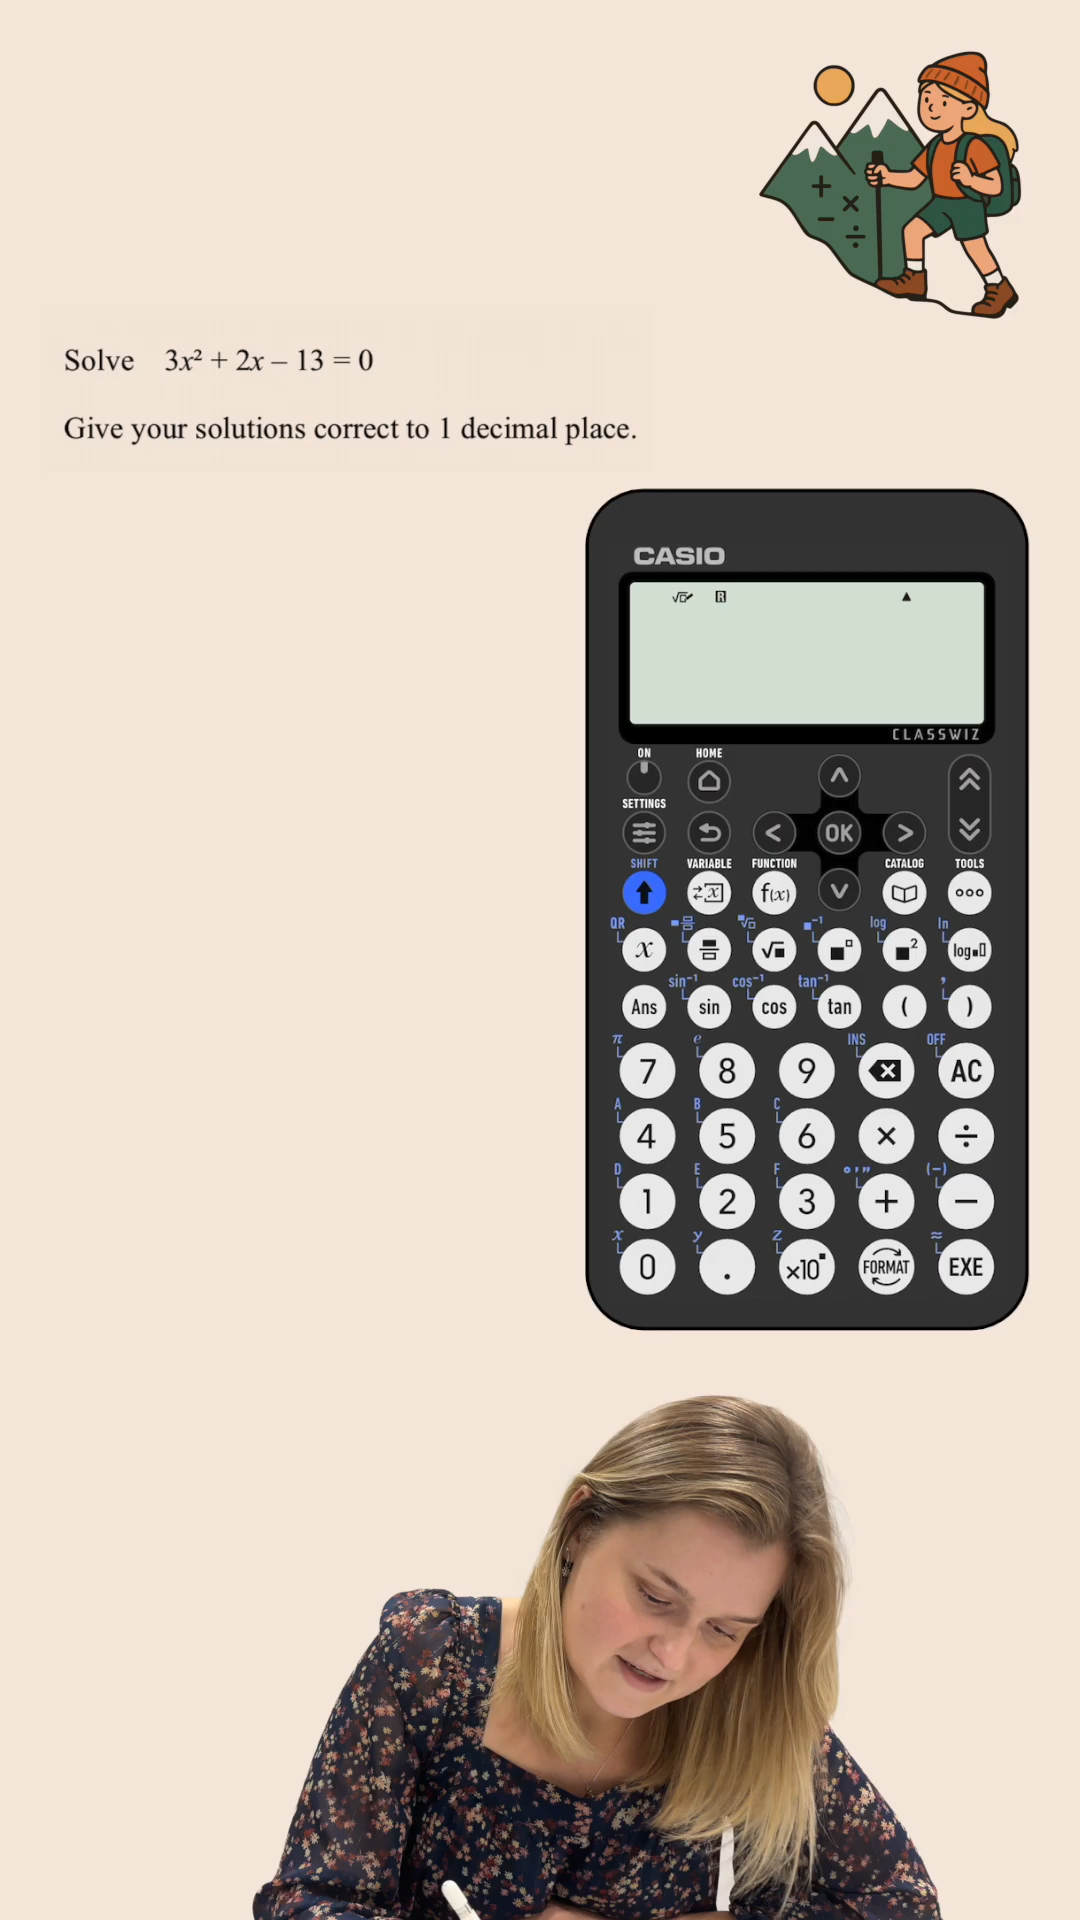 Solve 3x² + 2x – 13 = 0
Give your solutions correct to 1 decimal place.
CASIO
R
CLASSWIZ
ON HOME
SETTINGS
OK
SHIFT VARIABLE FUNCTION CATALOG TOOLS
x f(x)
QR log ln
x log
sin⁻¹ cos⁻¹ tan⁻¹ ,
Ans sin cos tan ( )
π e INS OFF
7 8 9 AC
A B C
4 5 6 × ÷
D E F (−)
1 2 3 + −
x y z ≈
0 . ×10 FORMAT EXE
+ ×
− ÷